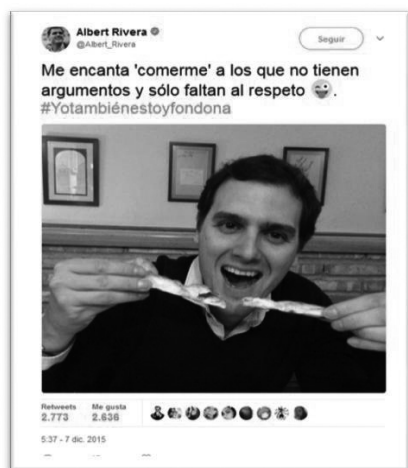 Albert Rivera
@Albert_Rivera
Seguir
Me encanta 'comerme' a los que no tienen
argumentos y sólo faltan al respeto 😜.
#Yotambiénestoyfondona
Retweets
2.773
Me gusta
2.636
5:37 - 7 dic. 2015